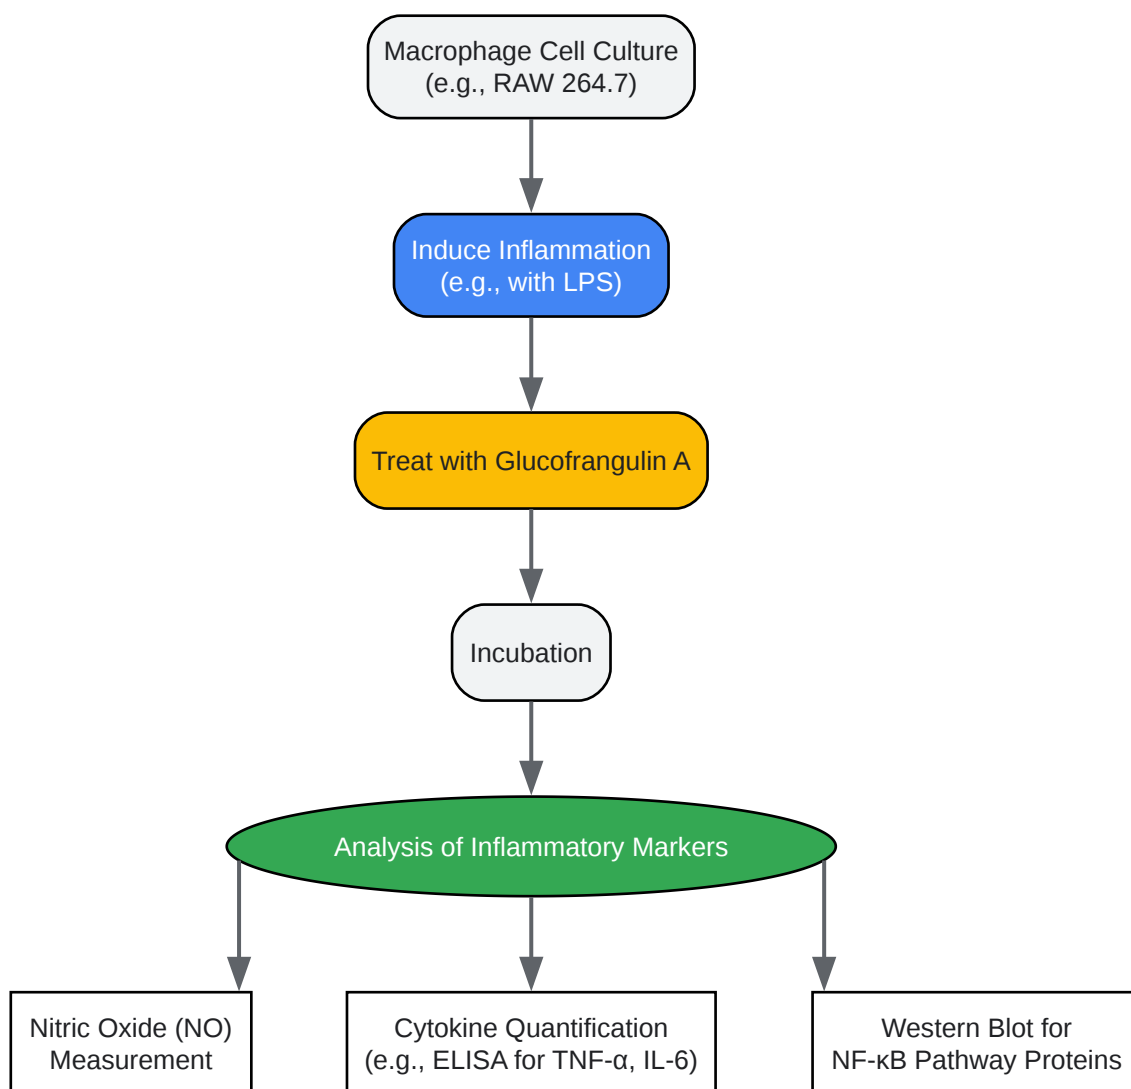 Macrophage Cell Culture
(e.g., RAW 264.7)
Induce Inflammation
(e.g., with LPS)
Treat with Glucofrangulin A
Incubation
Analysis of Inflammatory Markers
Nitric Oxide (NO)
Measurement
Cytokine Quantification
(e.g., ELISA for TNF-α, IL-6)
Western Blot for
NF-κB Pathway Proteins